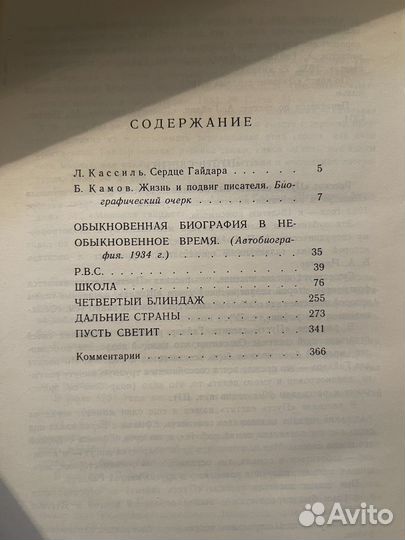 СОДЕРЖАНИЕ
Л. Кассиль. Сердце Гайдара . . . . . . 5
Б. Камов. Жизнь и подвиг писателя. Био-
графический очерк . . . . . . . . 7
ОБЫКНОВЕННАЯ БИОГРАФИЯ В НЕ-
ОБЫКНОВЕННОЕ ВРЕМЯ. (Автобиогра-
фия. 1934 г.) . . . . . . . . . . 35
Р.В.С. . . . . . . . . . . . . 39
ШКОЛА . . . . . . . . . . . . 76
ЧЕТВЕРТЫЙ БЛИНДАЖ . . . . . . . 255
ДАЛЬНИЕ СТРАНЫ . . . . . . . . 273
ПУСТЬ СВЕТИТ . . . . . . . . . 341
Комментарии . . . . . . . . . . 366
Avito